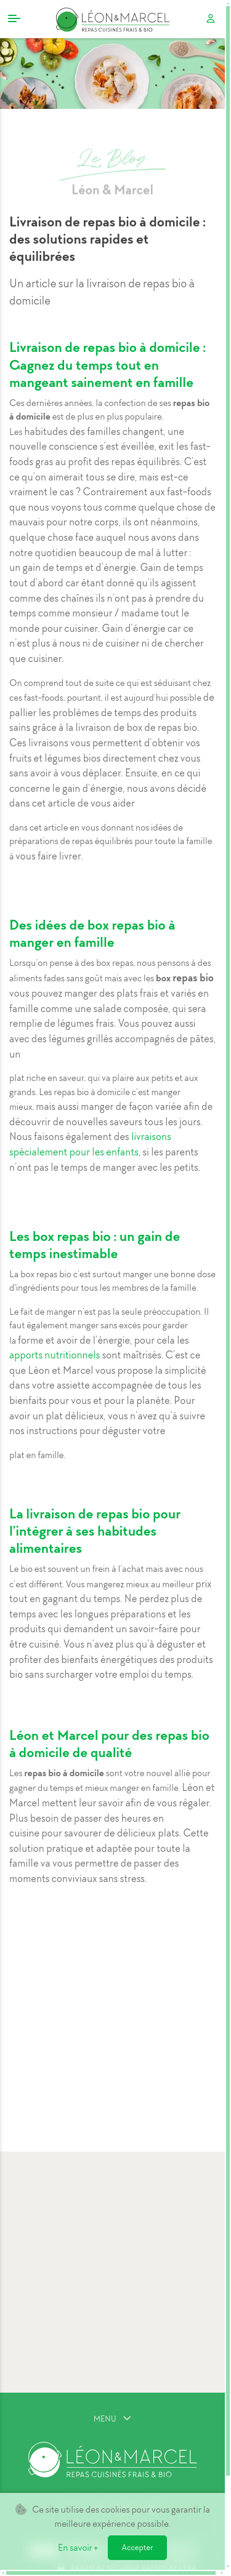 LÉON&MARCEL
REPAS CUISINÉS FRAIS & BIO
Le Blog
Léon & Marcel
Livraison de repas bio à domicile :
des solutions rapides et
équilibrées
Un article sur la livraison de repas bio à
domicile
Livraison de repas bio à domicile :
Gagnez du temps tout en
mangeant sainement en famille
Ces dernières années, la confection de ses repas bio
à domicile est de plus en plus populaire.
Les habitudes des familles changent, une
nouvelle conscience s'est éveillée, exit les fast-
foods gras au profit des repas équilibrés. C'est
ce qu'on aimerait tous se dire, mais est-ce
vraiment le cas ? Contrairement aux fast-foods
que nous voyons tous comme quelque chose de
mauvais pour notre corps, ils ont néanmoins,
quelque chose face auquel nous avons dans
notre quotidien beaucoup de mal à lutter :
un gain de temps et d'énergie. Gain de temps
tout d'abord car étant donné qu'ils agissent
comme des chaînes ils n'ont pas à prendre du
temps comme monsieur / madame tout le
monde pour cuisiner. Gain d'énergie car ce
n'est pas à nous ni de cuisiner ni de chercher
que cuisiner.
On comprend tout de suite ce qui est séduisant chez
ces fast-foods, pourtant, il est aujourd'hui possible de
pallier les problèmes de temps des produits
sains grâce à la livraison de box de repas bio.
Ces livraisons vous permettent d'obtenir vos
fruits et légumes bios directement chez vous
sans avoir à vous déplacer. Ensuite, en ce qui
concerne le gain d'énergie, nous avons décidé
dans cet article de vous aider
dans cet article en vous donnant nos idées de
préparations de repas équilibrés pour toute la famille
à vous faire livrer.
Des idées de box repas bio à
manger en famille
Lorsqu'on pense à des box repas, nous pensons à des
aliments fades sans goût mais avec les box repas bio
vous pouvez manger des plats frais et variés en
famille comme une salade composée, qui sera
remplie de légumes frais. Vous pouvez aussi
avec des légumes grillés accompagnés de pâtes,
un
plat riche en saveur, qui va plaire aux petits et aux
grands. Les repas bio à domicile c'est manger
mieux, mais aussi manger de façon variée afin de
découvrir de nouvelles saveurs tous les jours.
Nous faisons également des livraisons
spécialement pour les enfants, si les parents
n'ont pas le temps de manger avec les petits.
Les box repas bio : un gain de
temps inestimable
La box repas bio c'est surtout manger une bonne dose
d'ingrédients pour tous les membres de la famille.
Le fait de manger n'est pas la seule préoccupation. Il
faut également manger sans excès pour garder
la forme et avoir de l'énergie, pour cela les
apports nutritionnels sont maîtrisés. C'est ce
que Léon et Marcel vous propose la simplicité
dans votre assiette accompagnée de tous les
bienfaits pour vous et pour la planète. Pour
avoir un plat délicieux, vous n'avez qu'à suivre
nos instructions pour déguster votre
plat en famille.
La livraison de repas bio pour
l'intégrer à ses habitudes
alimentaires
Le bio est souvent un frein à l'achat mais avec nous
c'est différent. Vous mangerez mieux au meilleur prix
tout en gagnant du temps. Ne perdez plus de
temps avec les longues préparations et les
produits qui demandent un savoir-faire pour
être cuisiné. Vous n'avez plus qu'à déguster et
profiter des bienfaits énergétiques des produits
bio sans surcharger votre emploi du temps.
Léon et Marcel pour des repas bio
à domicile de qualité
Les repas bio à domicile sont votre nouvel allié pour
gagner du temps et mieux manger en famille. Léon et
Marcel mettent leur savoir afin de vous régaler.
Plus besoin de passer des heures en
cuisine pour savourer de délicieux plats. Cette
solution pratique et adaptée pour toute la
famille va vous permettre de passer des
moments conviviaux sans stress.
MENU
LÉON&MARCEL
REPAS CUISINÉS FRAIS & BIO
Ce site utilise des cookies pour vous garantir la
meilleure expérience possible.
En savoir + Accepter